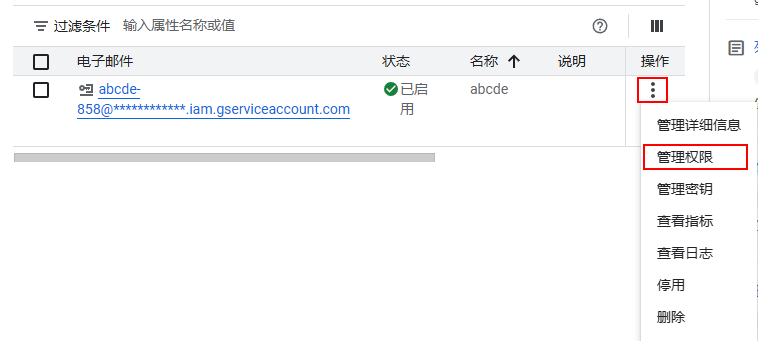 过滤条件 输入属性名称或值
电子邮件 状态 名称 说明 操作
abcde-
858@************.iam.gserviceaccount.com
已启
用
abcde
管理详细信息
管理权限
管理密钥
查看指标
查看日志
停用
删除